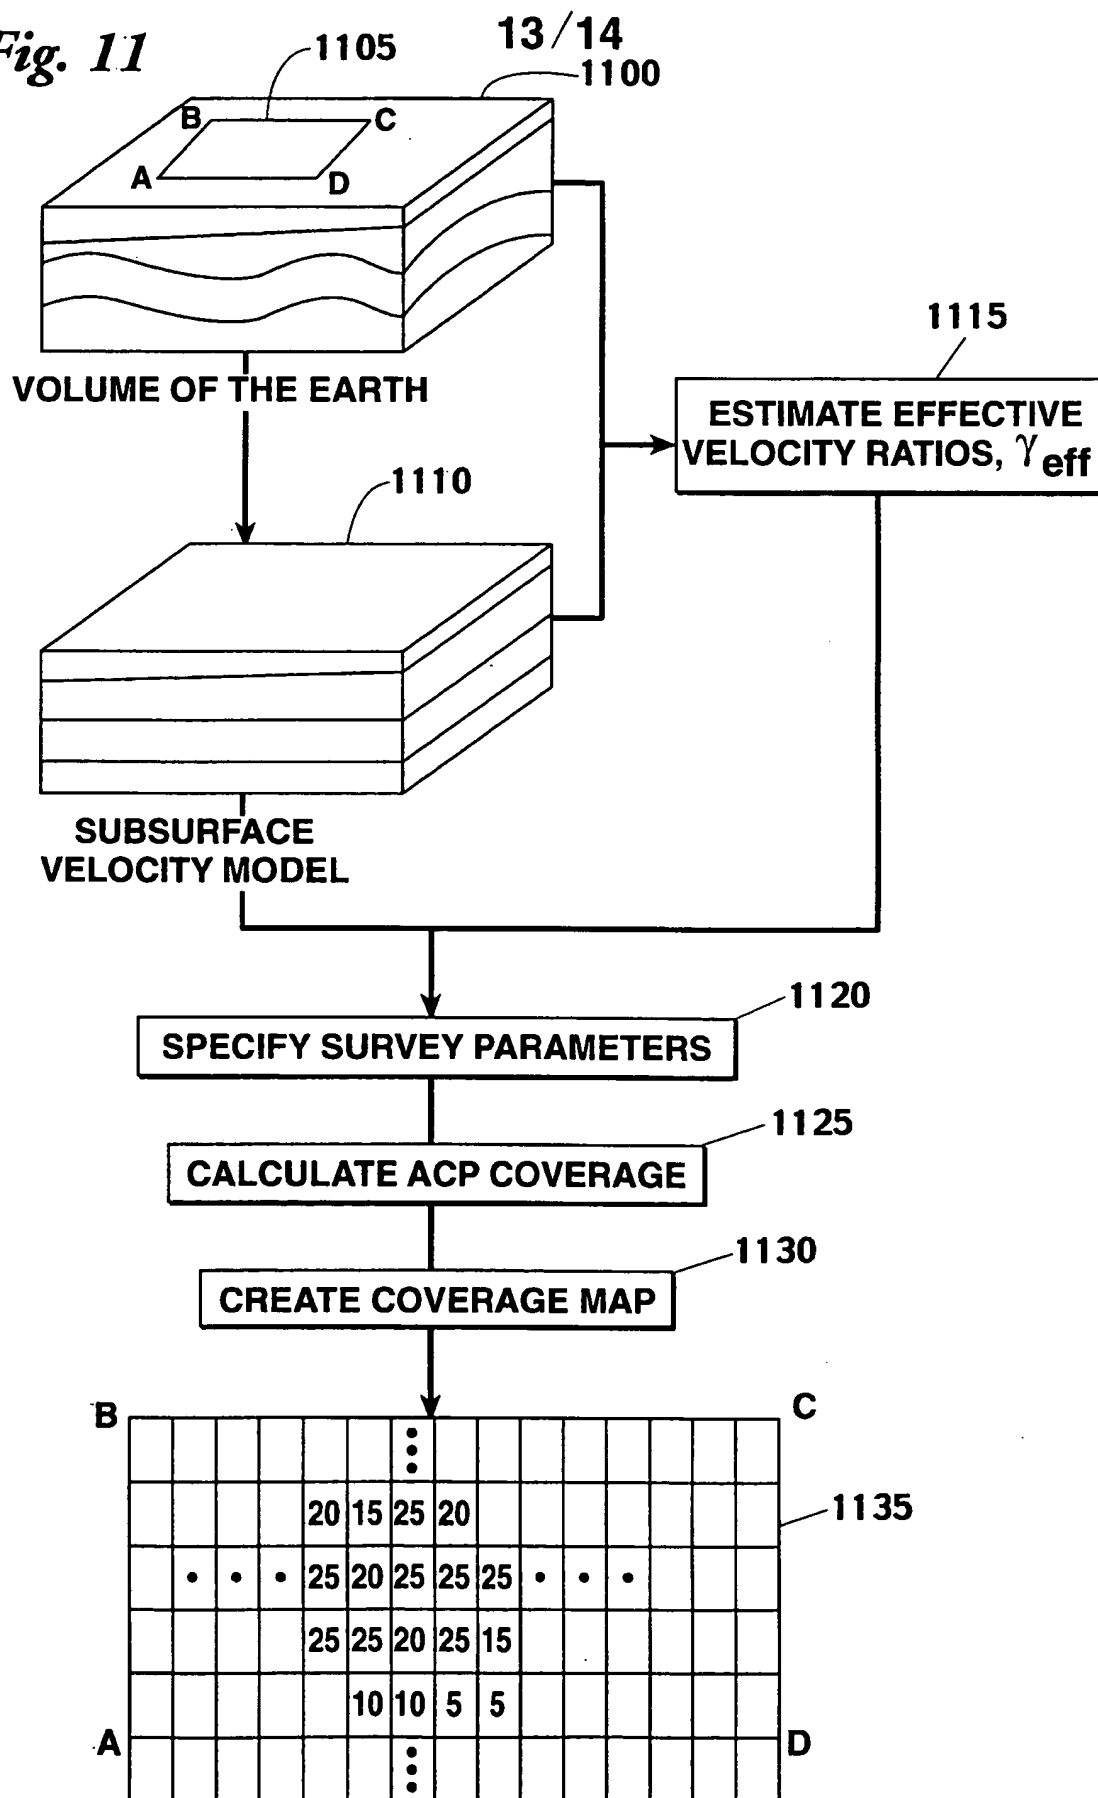 Fig. 11
13/14
1105
1100
B
C
A
D
VOLUME OF THE EARTH
1115
ESTIMATE EFFECTIVE
VELOCITY RATIOS, γeff
1110
SUBSURFACE
VELOCITY MODEL
1120
SPECIFY SURVEY PARAMETERS
1125
CALCULATE ACP COVERAGE
1130
CREATE COVERAGE MAP
B
C
1135
20 15 25 20
25 20 25 25 25
25 25 20 25 15
10 10 5 5
A
D